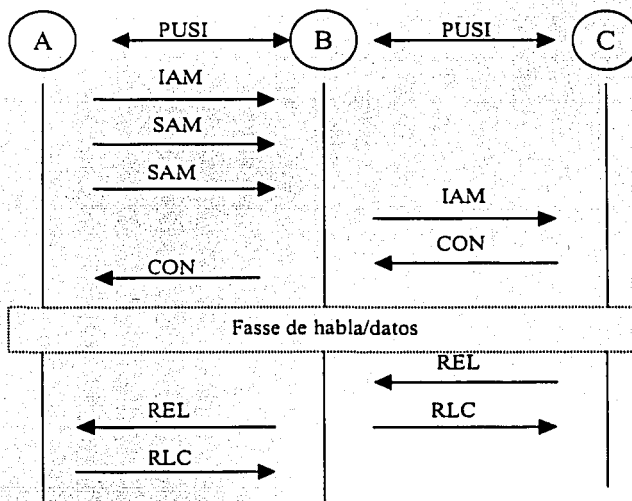 A PUSI B PUSI C
IAM
SAM
SAM
IAM
CON
CON
Fasse de habla/datos
REL
REL RLC
RLC